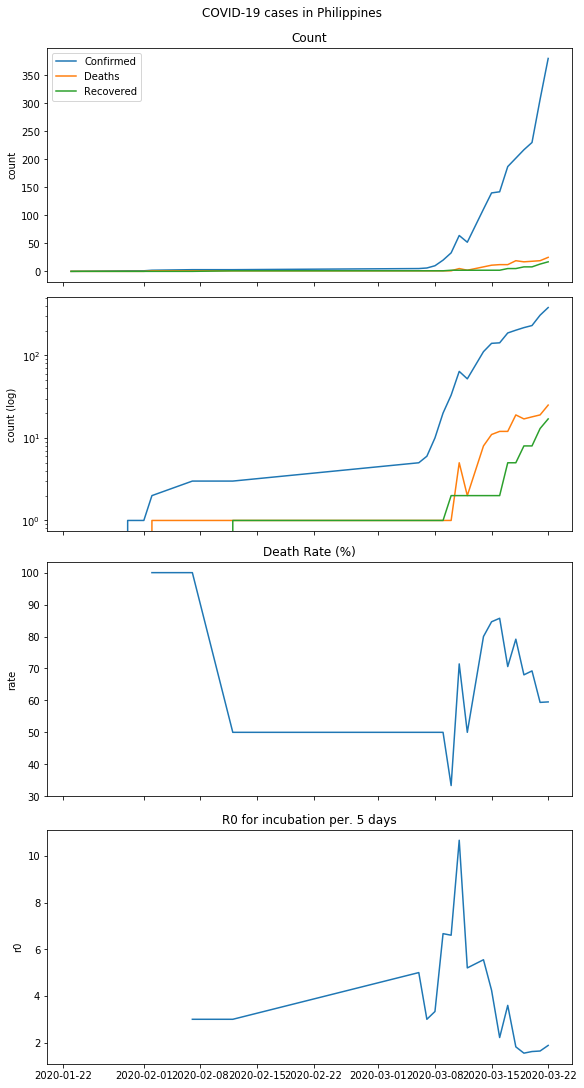 COVID-19 cases in Philippines
Count
Confirmed
Deaths
Recovered
350
300
250
200
150
100
50
0
count
10²
10¹
10⁰
count (log)
Death Rate (%)
100
90
80
70
60
50
40
30
rate
R0 for incubation per. 5 days
10
8
6
4
2
r0
2020-01-22 2020-02-01 2020-02-08 2020-02-15 2020-02-22 2020-03-01 2020-03-08 2020-03-15 2020-03-22